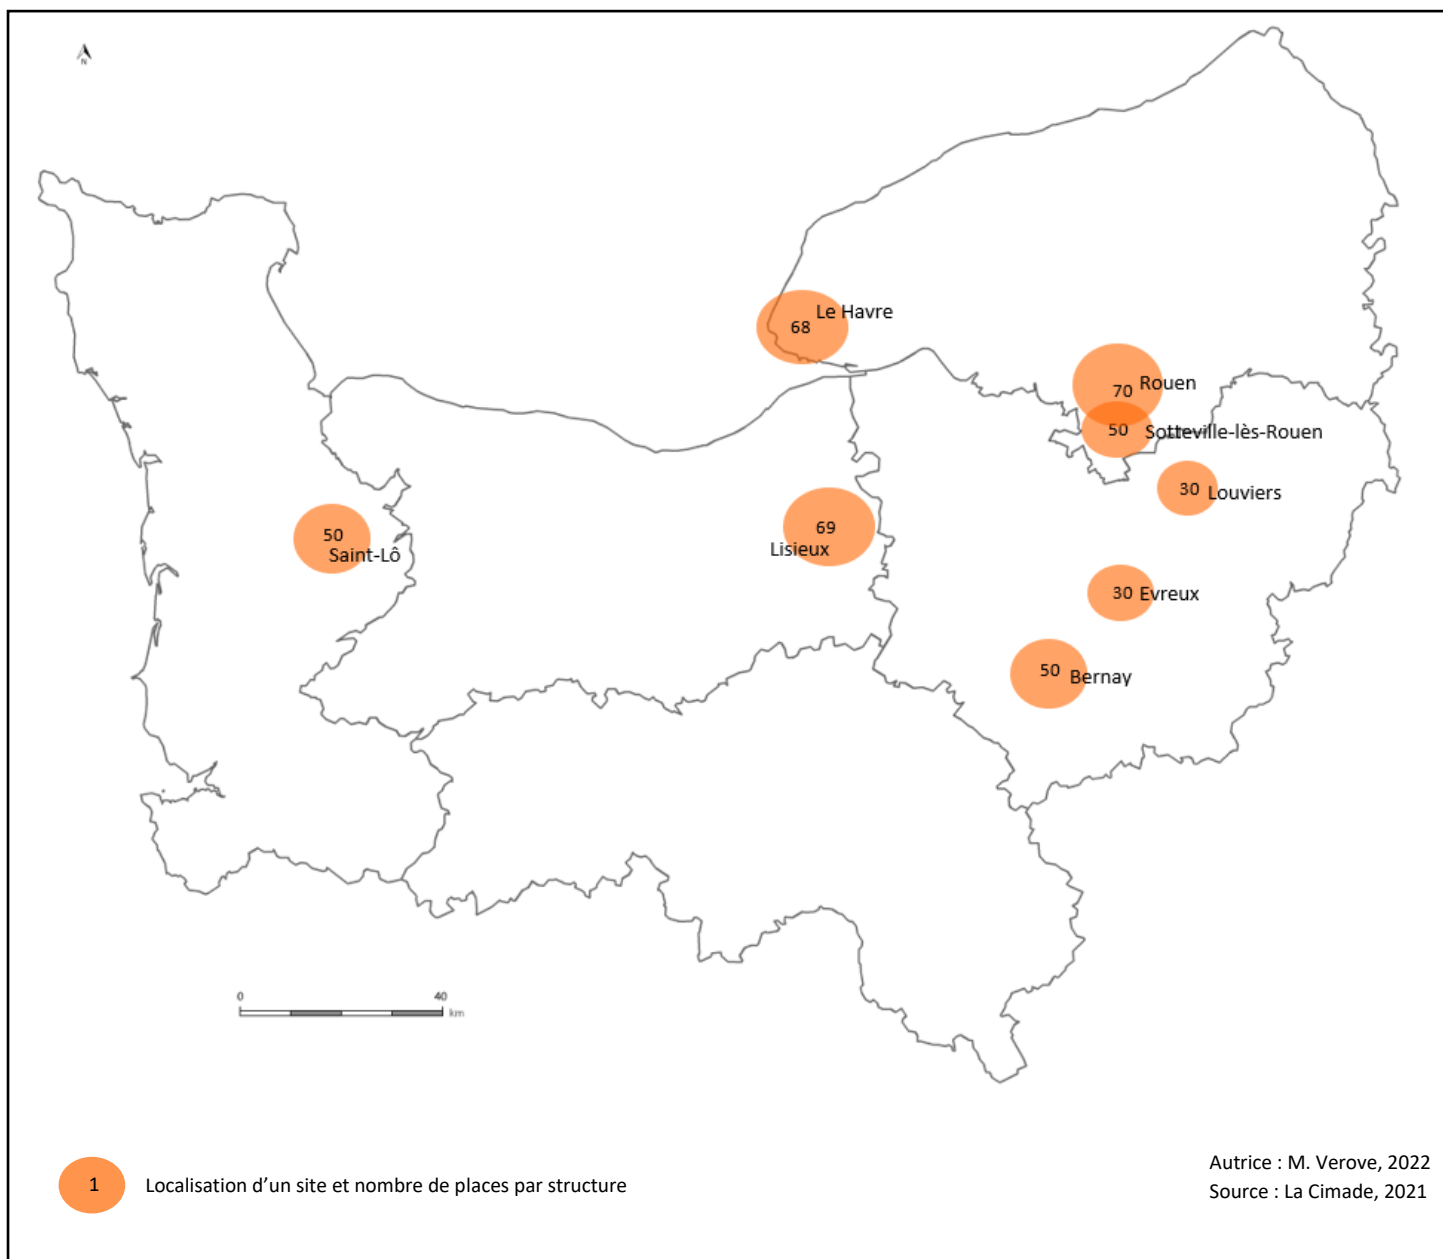 N
Le Havre
68
Rouen
70
50
Sotteville-lès-Rouen
30
Louviers
50
Saint-Lô
69
Lisieux
30
Evreux
50
Bernay
0
40
km
1
Localisation d’un site et nombre de places par structure
Autrice : M. Verove, 2022
Source : La Cimade, 2021